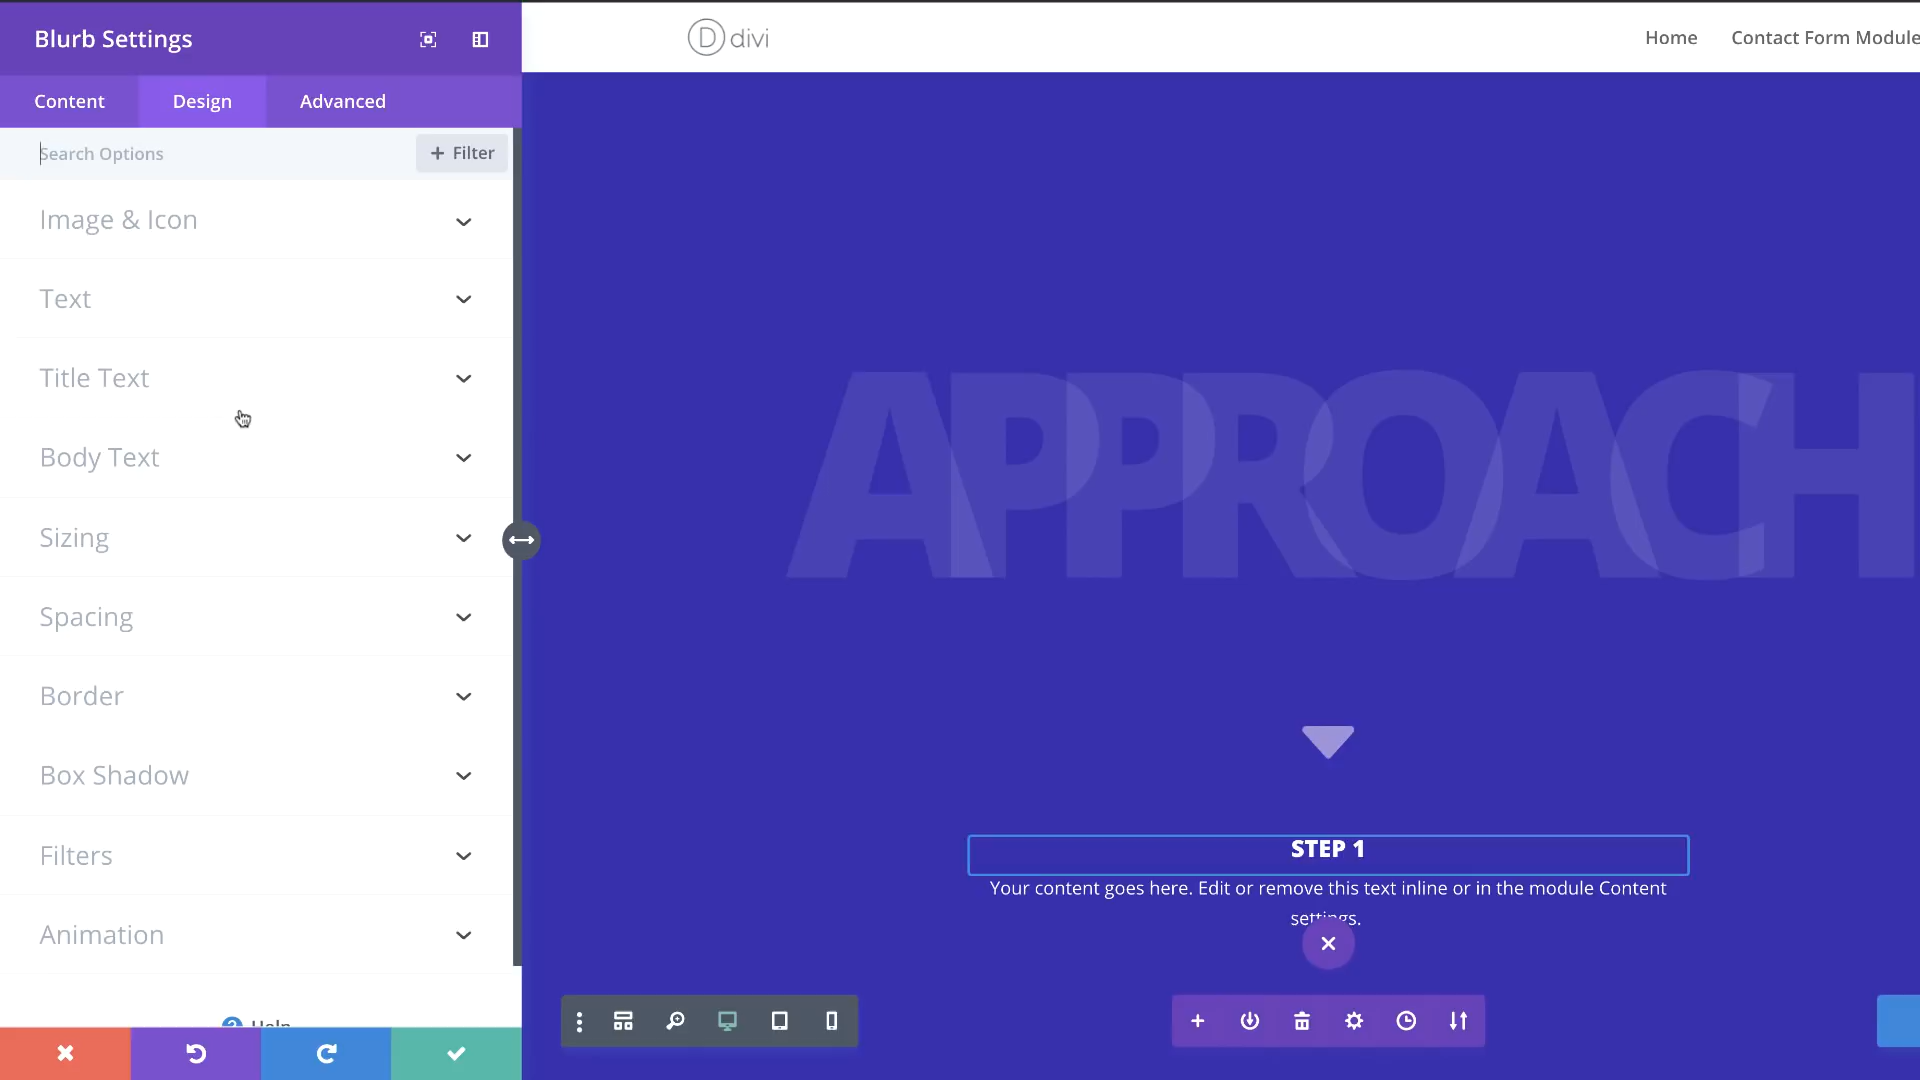 Blurb Settings
Content
Design
Advanced
Search Options
+ Filter
Image & Icon
Text
Title Text
Body Text
Sizing
Spacing
Border
Box Shadow
Filters
Animation
Help
divi
Home
Contact Form Module
APPROACH
STEP 1
Your content goes here. Edit or remove this text inline or in the module Content
settings.